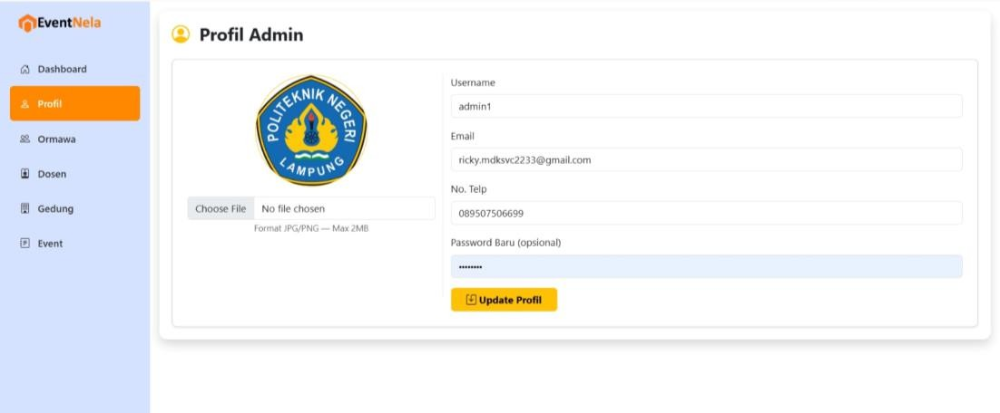 EventNela
Dashboard
Profil
Ormawa
Dosen
Gedung
Event
Profil Admin
POLITEKNIK NEGERI
LAMPUNG
Choose File No file chosen
Format JPG/PNG — Max 2MB
Username
admin1
Email
ricky.mdksvc2233@gmail.com
No. Telp
089507506699
Password Baru (opsional)
••••••••
Update Profil